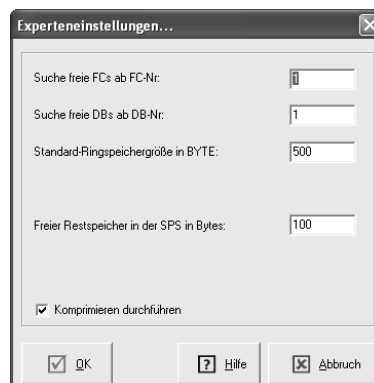 Experteneinstellungen...
Suche freie FCs ab FC-Nr: 1
Suche freie DBs ab DB-Nr: 1
Standard-Ringspeichergröße in BYTE: 500
Freier Restspeicher in der SPS in Bytes: 100
Komprimieren durchführen
OK ? Hilfe Abbruch